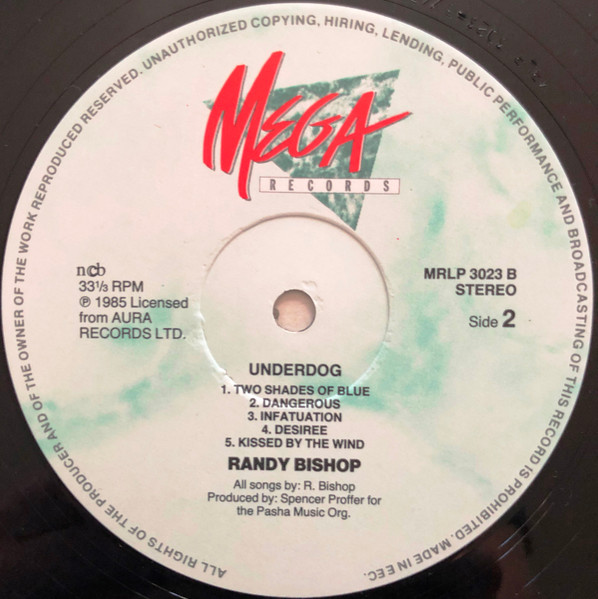 ALL RIGHTS OF THE PRODUCER AND OF THE OWNER OF THE WORK REPRODUCED RESERVED. UNAUTHORIZED COPYING, HIRING, LENDING, PUBLIC PERFORMANCE AND BROADCASTING OF THIS RECORD IS PROHIBITED. MADE IN EEC.
MEGA
RECORDS
ncb
33⅓ RPM
℗ 1985 Licensed
from AURA
RECORDS LTD.
MRLP 3023 B
STEREO
Side 2
UNDERDOG
1. TWO SHADES OF BLUE
2. DANGEROUS
3. INFATUATION
4. DESIREE
5. KISSED BY THE WIND
RANDY BISHOP
All songs by: R. Bishop
Produced by: Spencer Proffer for
the Pasha Music Org.